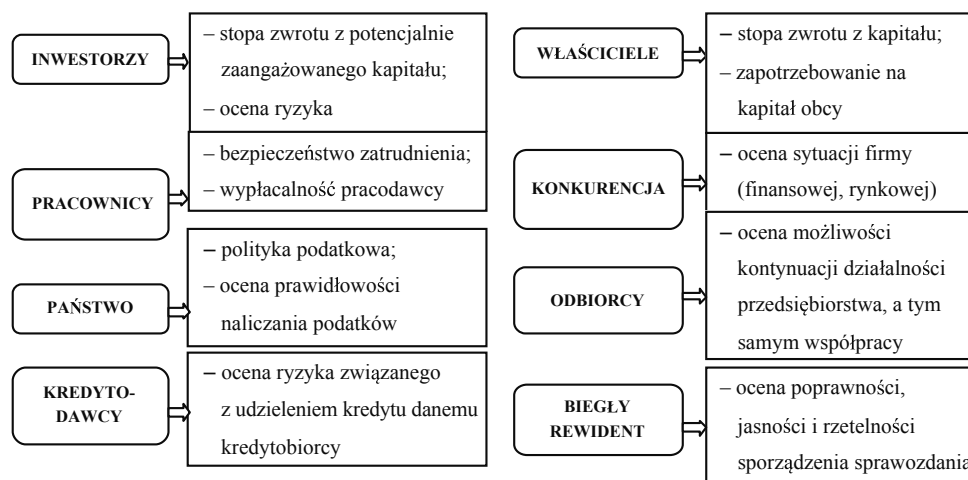 INWESTORZY
– stopa zwrotu z potencjalnie
zaangażowanego kapitału;
– ocena ryzyka
PRACOWNICY
– bezpieczeństwo zatrudnienia;
– wypłacalność pracodawcy
PAŃSTWO
– polityka podatkowa;
– ocena prawidłowości
naliczania podatków
KREDYTO-
DAWCY
– ocena ryzyka związanego
z udzieleniem kredytu danemu
kredytobiorcy
WŁAŚCICIELE
– stopa zwrotu z kapitału;
– zapotrzebowanie na
kapitał obcy
KONKURENCJA
– ocena sytuacji firmy
(finansowej, rynkowej)
ODBIORCY
– ocena możliwości
kontynuacji działalności
przedsiębiorstwa, a tym
samym współpracy
BIEGŁY
REWIDENT
– ocena poprawności,
jasności i rzetelności
sporządzenia sprawozdania